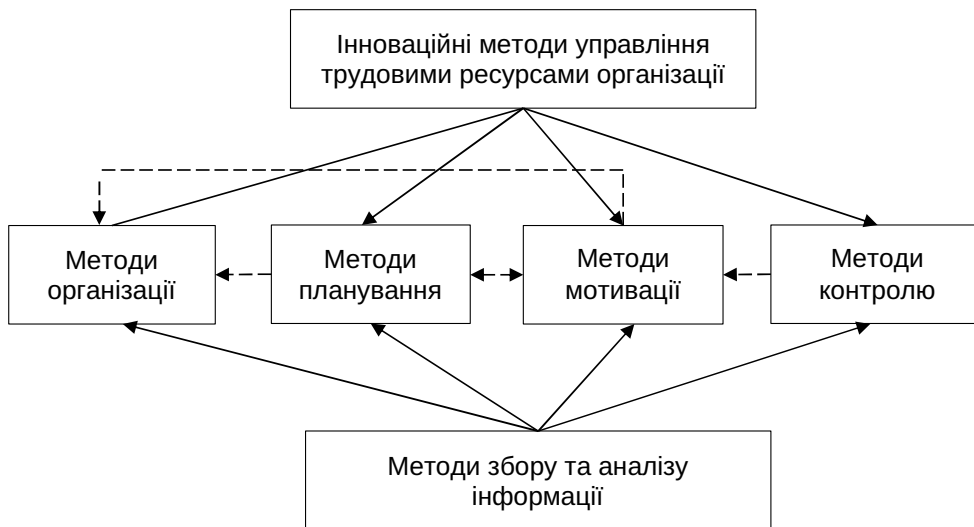 Інноваційні методи управління
трудовими ресурсами організації
Методи
організації
Методи
планування
Методи
мотивації
Методи
контролю
Методи збору та аналізу
інформації